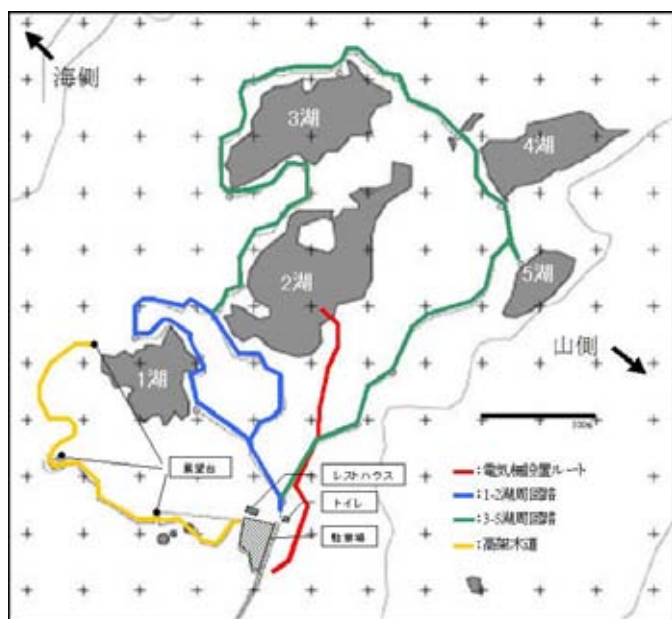 海側
3湖
4湖
2湖
5湖
山側
1湖
展望台
レストハウス
トイレ
駐車場
:電気柵設置ルート
:1-2湖周回路
:3-5湖周回路
:高架木道